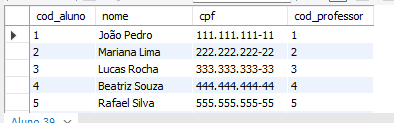 cod_aluno nome cpf cod_professor
1 João Pedro 111.111.111-11 1
2 Mariana Lima 222.222.222-22 2
3 Lucas Rocha 333.333.333-33 3
4 Beatriz Souza 444.444.444-44 4
5 Rafael Silva 555.555.555-55 5
Aluno 39